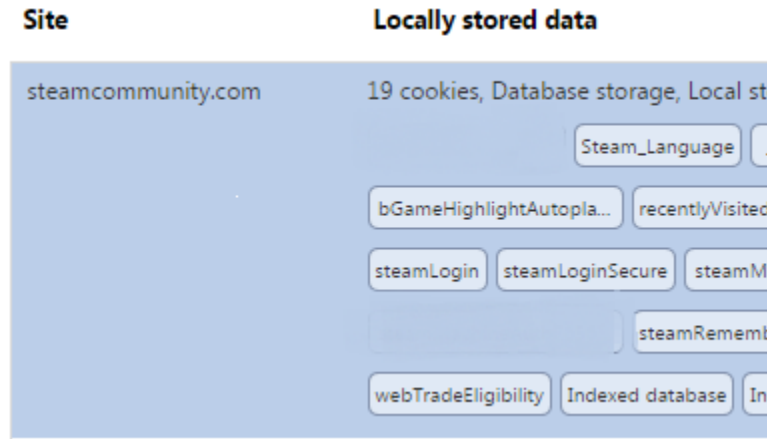 Site Locally stored data
steamcommunity.com 19 cookies, Database storage, Local st
Steam_Language
bGameHighlightAutopla... recentlyVisited
steamLogin steamLoginSecure steamM
steamRememb
webTradeEligibility Indexed database In